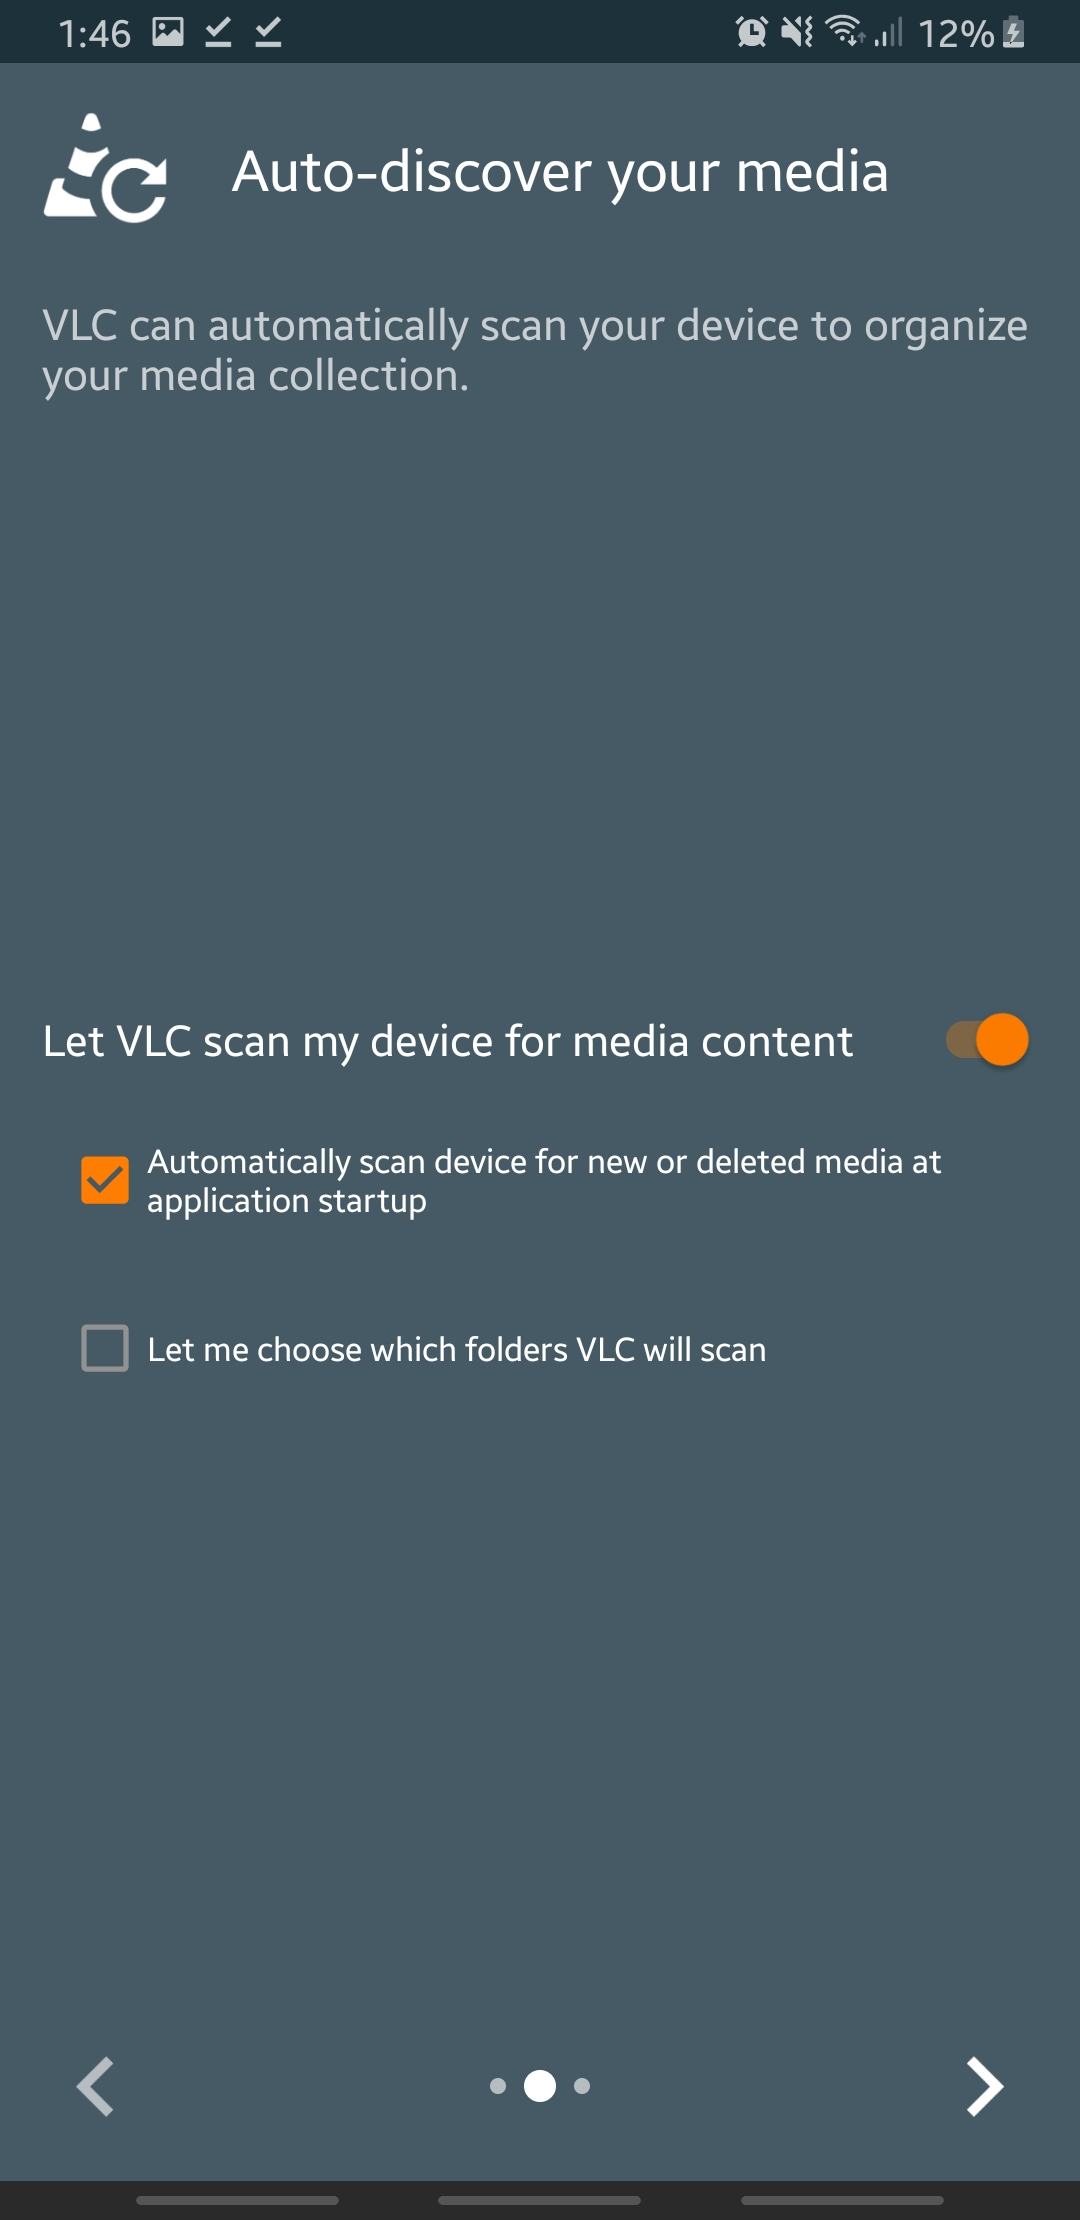 1:46 12%
Auto-discover your media
VLC can automatically scan your device to organize
your media collection.
Let VLC scan my device for media content
Automatically scan device for new or deleted media at
application startup
Let me choose which folders VLC will scan